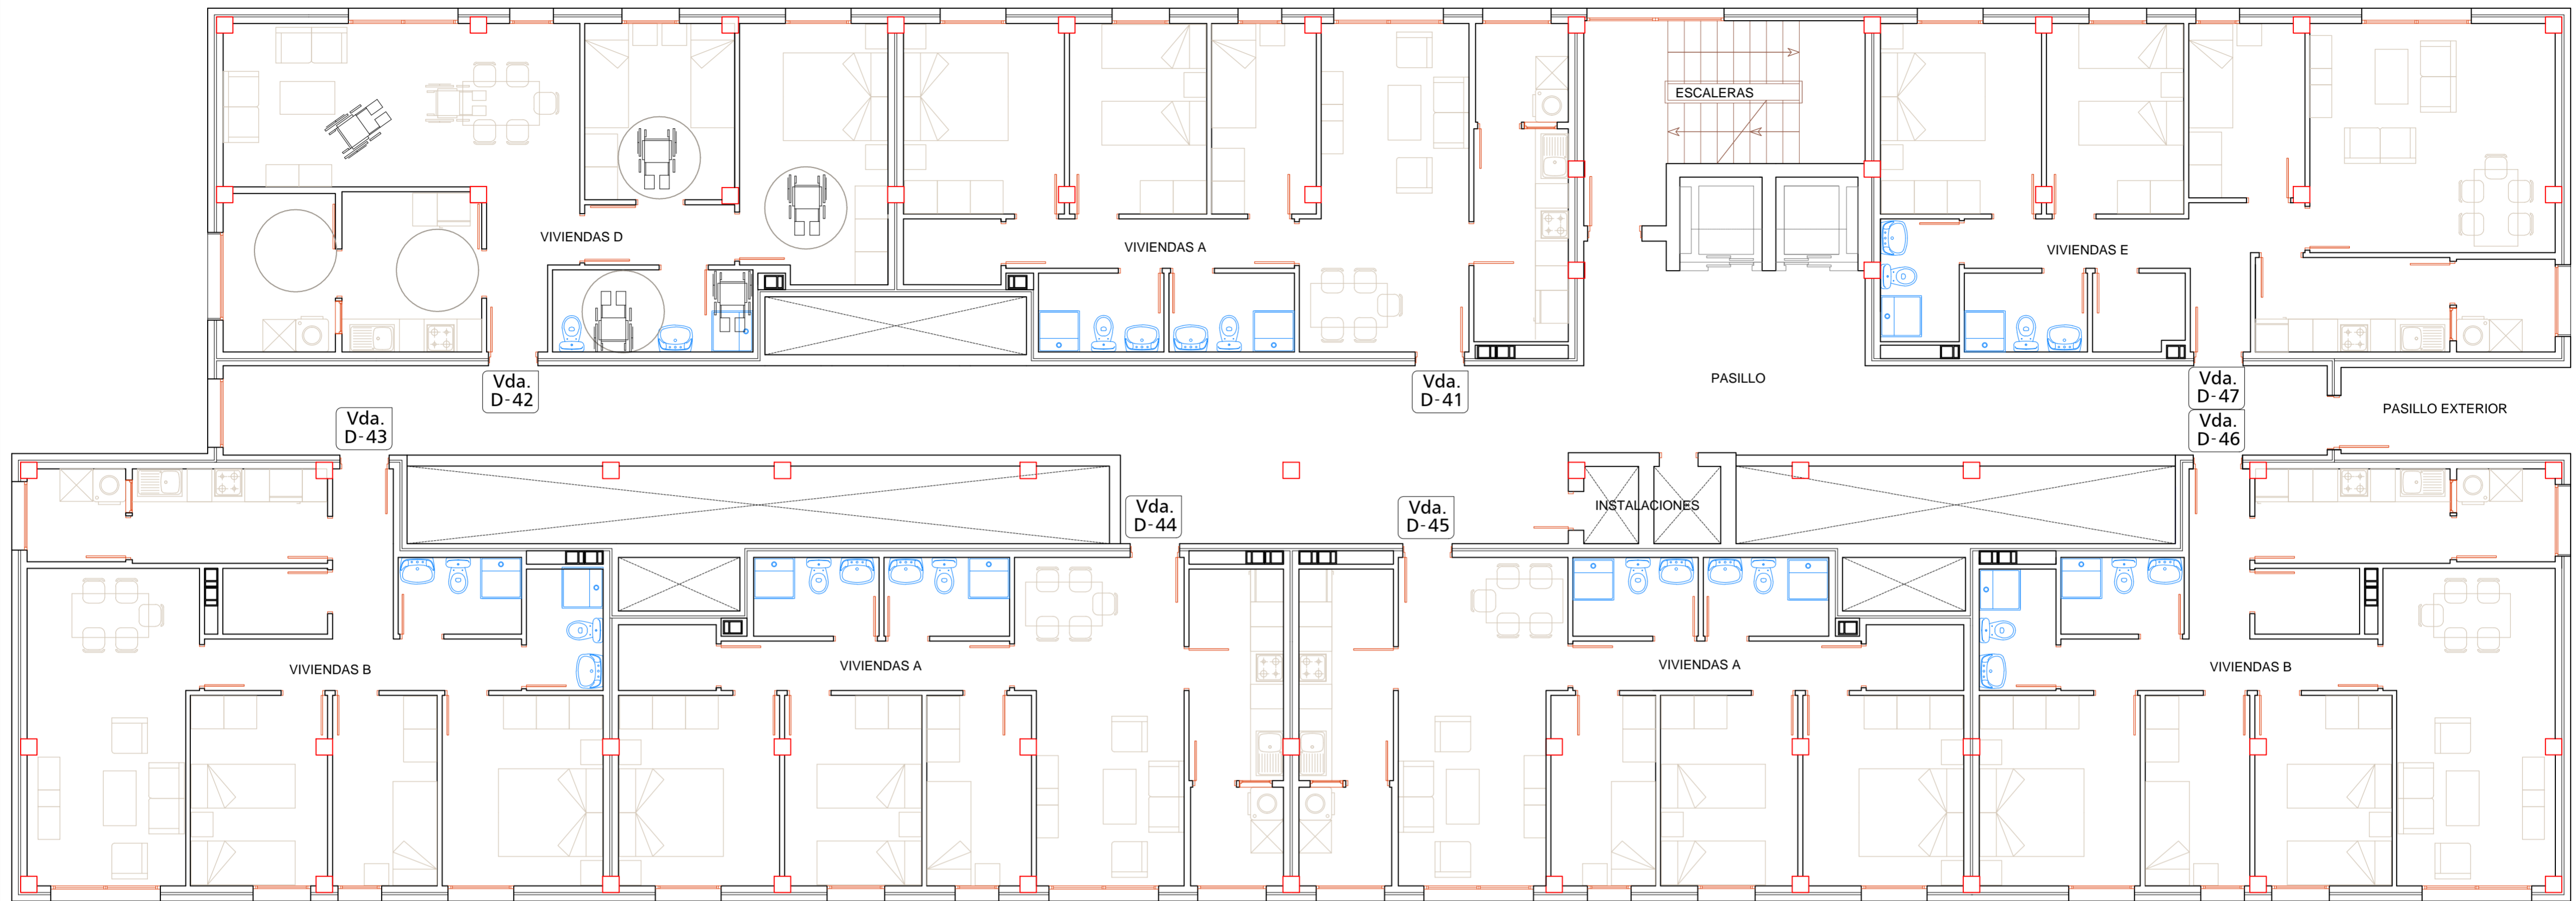 ESCALERAS
VIVIENDAS D
VIVIENDAS A
VIVIENDAS E
Vda.
D-42
Vda.
D-41
PASILLO
Vda.
D-47
PASILLO EXTERIOR
Vda.
D-43
Vda.
D-46
Vda.
D-44
Vda.
D-45
INSTALACIONES
VIVIENDAS B
VIVIENDAS A
VIVIENDAS A
VIVIENDAS B